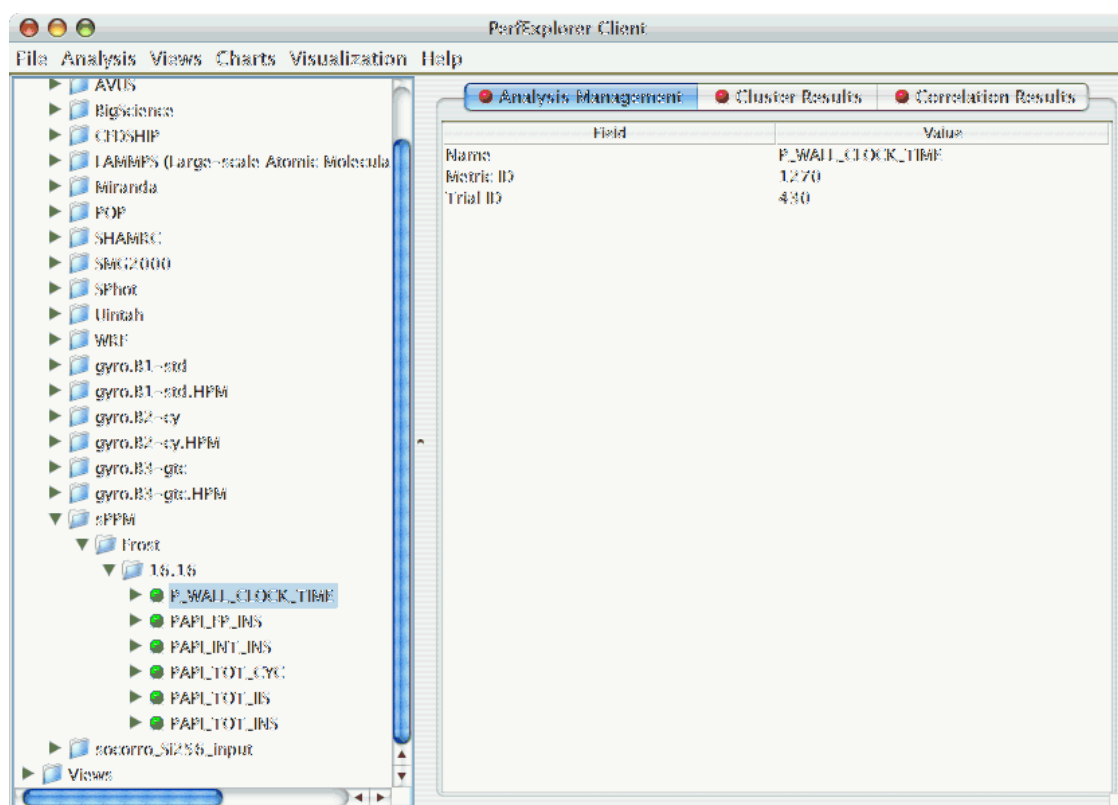 PerfExplorer Client
File Analysis Views Charts Visualization Help
AVUS
BigScience
CFDSHIP
LAMMPS (Large-scale Atomic Molecula
Miranda
POP
SHAMRC
SMG2000
SPhot
Uintah
WRF
gyro.B1-std
gyro.B1-std.HPM
gyro.B2-cy
gyro.B2-cy.HPM
gyro.B3-gtc
gyro.B3-gtc.HPM
sPPM
Frost
16.16
P_WALL_CLOCK_TIME
PAPI_FP_INS
PAPI_INT_INS
PAPI_TOT_CYC
PAPI_TOT_IIS
PAPI_TOT_INS
socorro_Si256_input
Views
Analysis Management Cluster Results Correlation Results
Field Value
Name P_WALL_CLOCK_TIME
Metric ID 1270
Trial ID 430